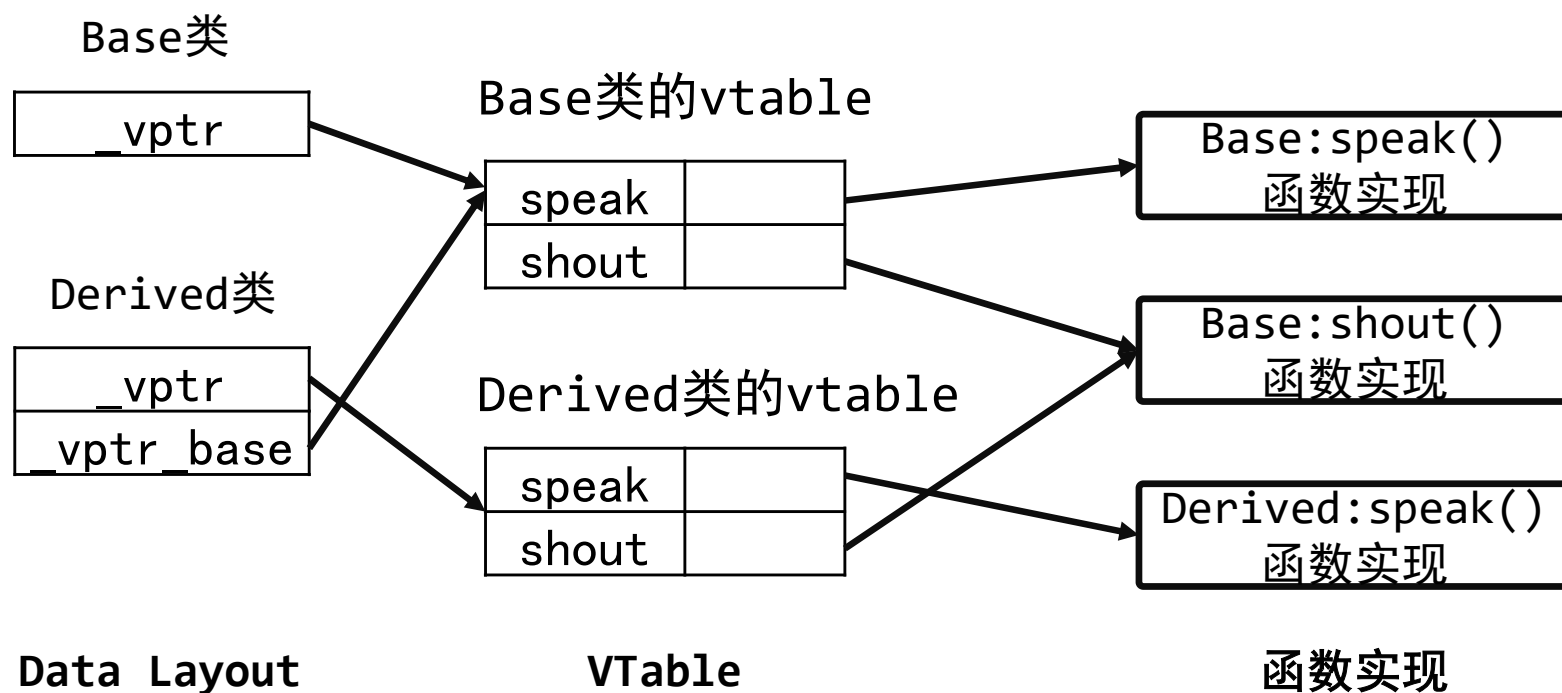 Base类
_vptr
Base类的vtable
speak
shout
Base:speak()
函数实现
Derived类
_vptr
_vptr_base
Derived类的vtable
speak
shout
Base:shout()
函数实现
Derived:speak()
函数实现
Data Layout
VTable
函数实现